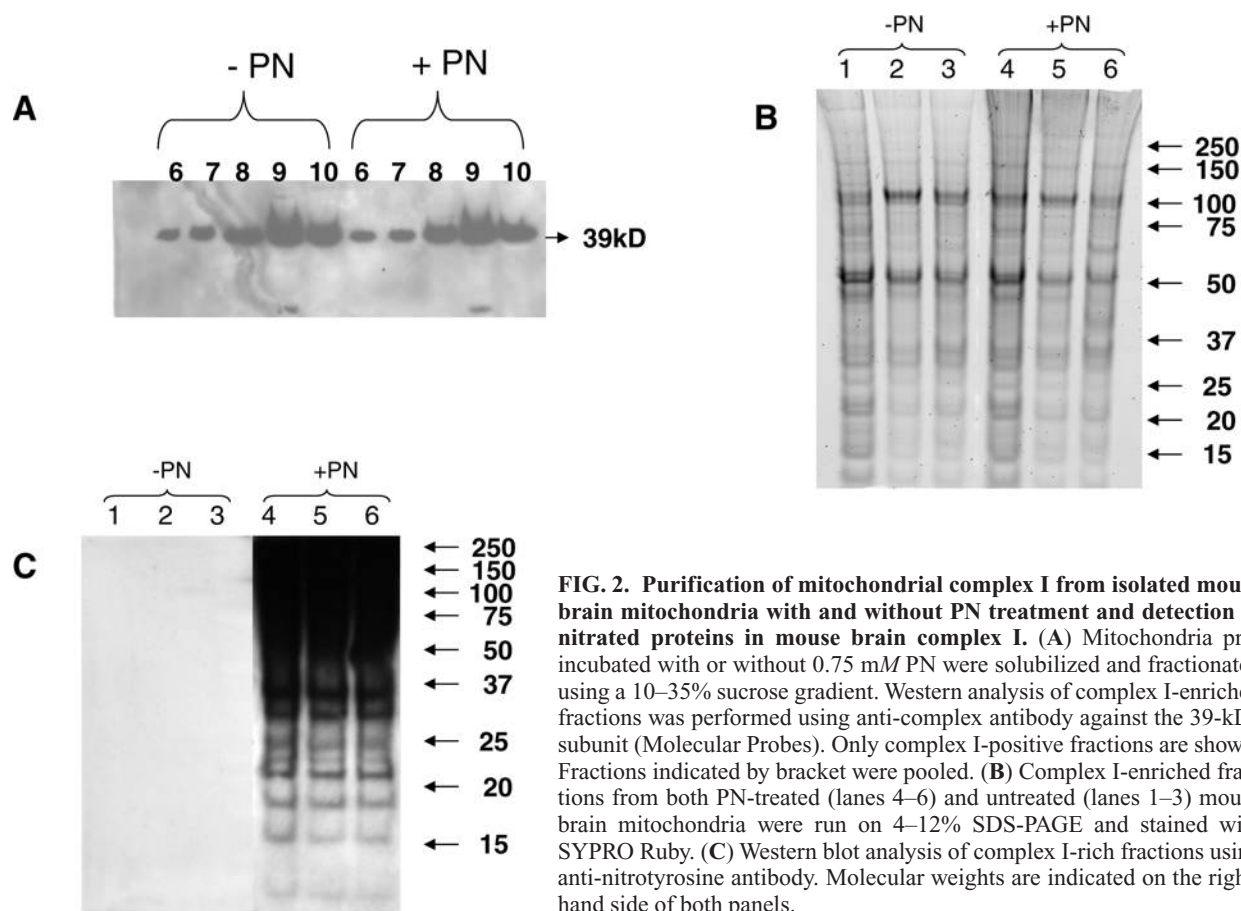 A
- PN + PN
6 7 8 9 10 6 7 8 9 10
39kD
B
-PN +PN
1 2 3 4 5 6
250
150
100
75
50
37
25
20
15
C
-PN +PN
1 2 3 4 5 6
250
150
100
75
50
37
25
20
15
FIG. 2. Purification of mitochondrial complex I from isolated mou
brain mitochondria with and without PN treatment and detection
nitrated proteins in mouse brain complex I. (A) Mitochondria pr
incubated with or without 0.75 mM PN were solubilized and fractionate
using a 10–35% sucrose gradient. Western analysis of complex I-enriche
fractions was performed using anti-complex antibody against the 39-kD
subunit (Molecular Probes). Only complex I-positive fractions are show
Fractions indicated by bracket were pooled. (B) Complex I-enriched fra
tions from both PN-treated (lanes 4–6) and untreated (lanes 1–3) mou
brain mitochondria were run on 4–12% SDS-PAGE and stained wi
SYPRO Ruby. (C) Western blot analysis of complex I-rich fractions usin
anti-nitrotyrosine antibody. Molecular weights are indicated on the righ
hand side of both panels.